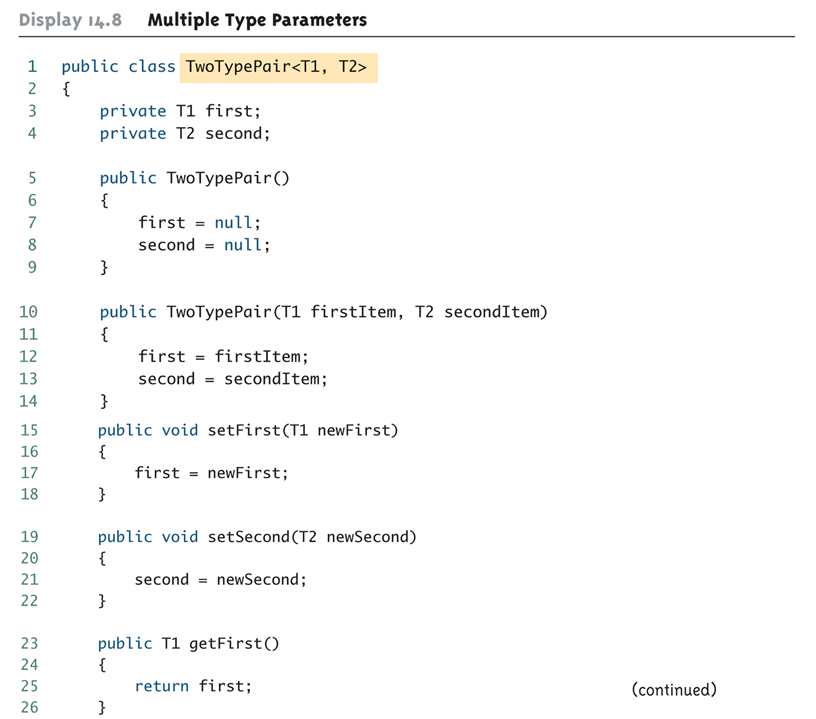 Display 14.8 Multiple Type Parameters
1 public class TwoTypePair<T1, T2>
2 {
3 private T1 first;
4 private T2 second;
5 public TwoTypePair()
6 {
7 first = null;
8 second = null;
9 }
10 public TwoTypePair(T1 firstItem, T2 secondItem)
11 {
12 first = firstItem;
13 second = secondItem;
14 }
15 public void setFirst(T1 newFirst)
16 {
17 first = newFirst;
18 }
19 public void setSecond(T2 newSecond)
20 {
21 second = newSecond;
22 }
23 public T1 getFirst()
24 {
25 return first;
(continued)
26 }